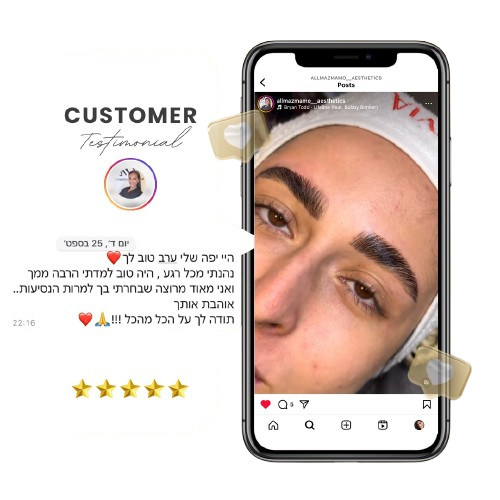 CUSTOMER
Testimonial
יום ד׳, 25 בספט׳
היי יפה שלי ערב טוב לך❤️
נהנתי מכל רגע , היה טוב למדתי הרבה ממך
ואני מאוד מרוצה שבחרתי בך למרות הנסיעות..
אוהבת אותך
תודה לך על הכל מהכל !!!🙏❤️
22:16
ALLMAZMAMO__AESTHETICS
Posts
allmazmamo__aesthetics